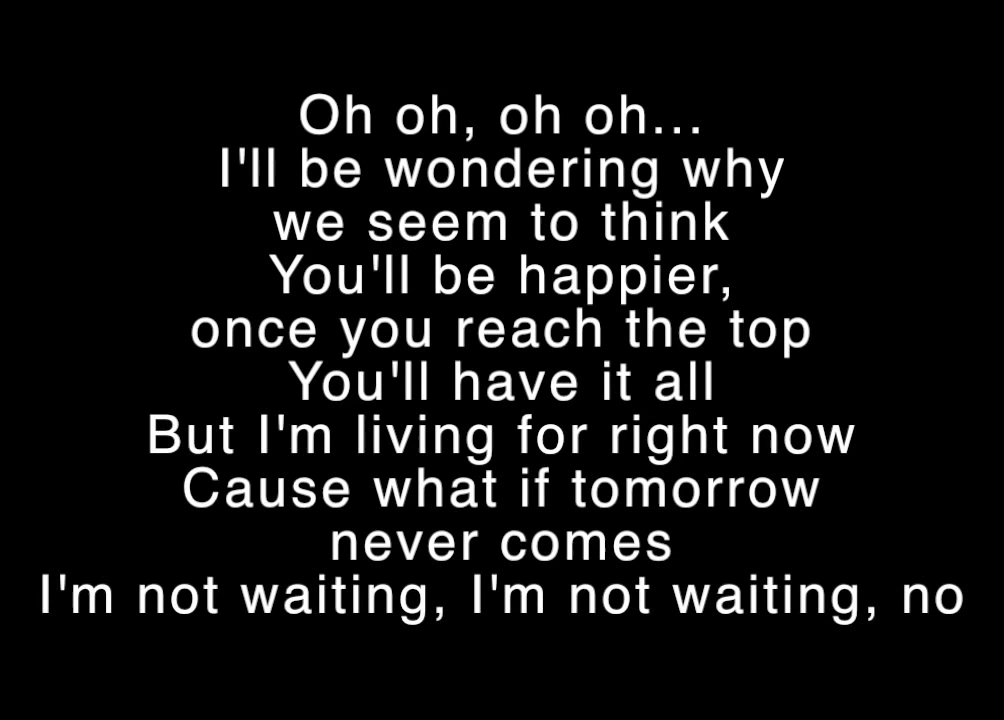 Oh oh, oh oh...
I'll be wondering why
we seem to think
You'll be happier,
once you reach the top
You'll have it all
But I'm living for right now
Cause what if tomorrow
never comes
I'm not waiting, I'm not waiting, no